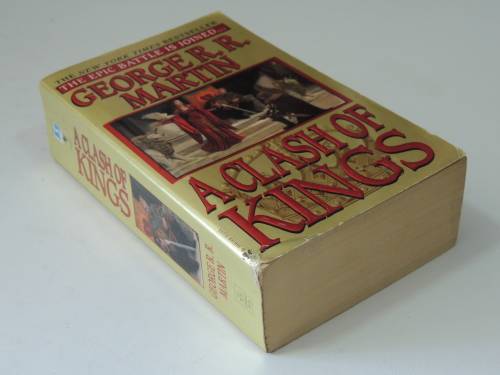 THE NEW YORK TIMES BESTSELLER
THE EPIC BATTLE IS JOINED...
GEORGE R. R.
MARTIN
A CLASH OF
KINGS
A CLASH OF
KINGS
GEORGE R. R.
MARTIN